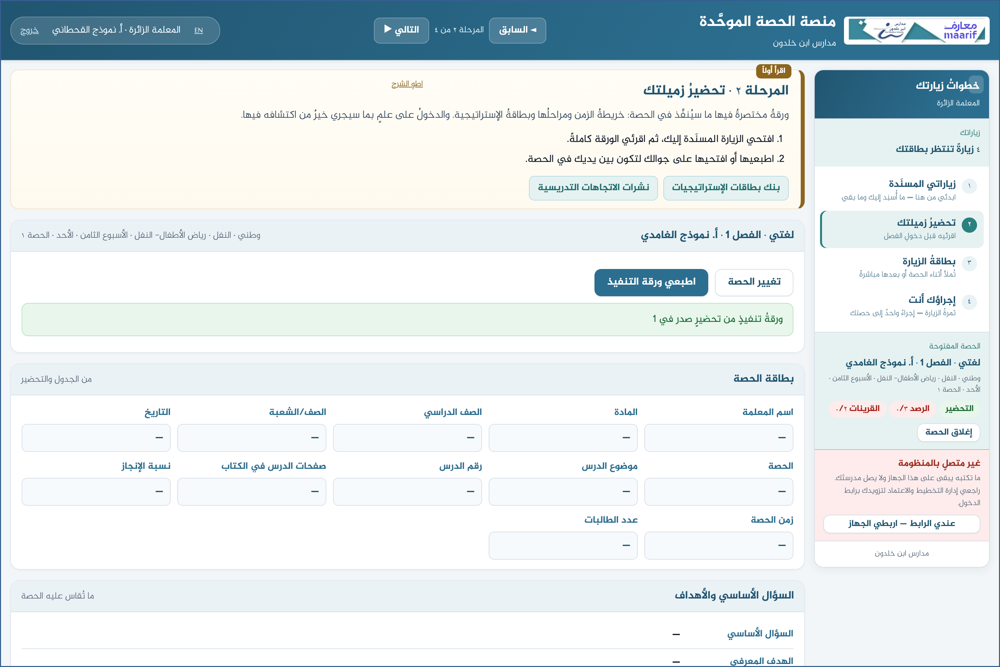 معارف
maarif
مدارس
ابن خلدون
منصة الحصة الموحَّدة
مدارس ابن خلدون
◄ السابق
المرحلة ٢ من ٤
التالي ▶
EN
المعلمة الزائرة · أ. نموذج القحطاني
خروج
خطواتُ زيارتك
المعلمة الزائرة
زياراتك
٤ زيارةً تنتظر بطاقتك
١
زياراتي المسنَدة
ابدئي من هنا — ما أُسنِد إليك وما بقي
٢
تحضيرُ زميلتك
اقرئيه قبل دخولِ الفصل
٣
بطاقةُ الزيارة
تُملأ أثناء الحصة أو بعدها مباشرةً
٤
إجراؤك أنت
ثمرةُ الزيارة — إجراءٌ واحدٌ إلى حصتك
الحصة المفتوحة
لغتي · الفصل 1 · أ. نموذج الغامدي
وطني · النفل · رياض الأطفال- النفل · الأسبوع الثامن ·
الأحد · الحصة ١
التحضير
الرصد ٠/٣
القرينات ٠/٢
إغلاق الحصة
غير متصلٍ بالمنظومة
ما تكتبه يبقى على هذا الجهاز ولا يصل مدرستَك.
راجعي إدارة التخطيط والاعتماد لتزويدك برابط
الدخول.
عندي الرابط — اربطي الجهاز
مدارس ابن خلدون
اقرأ أولاً
المرحلة ٢ · تحضيرُ زميلتك
اطوِ الشرح
ورقةٌ مختصرةٌ فيها ما سيُنفَّذ في الحصة: خريطةُ الزمن ومراحلُها وبطاقةُ الإستراتيجية. والدخولُ على علمٍ بما سيجري خيرٌ من اكتشافه فيها.
1. افتحي الزيارة المسنَدة إليك، ثم اقرئي الورقة كاملةً.
2. اطبعيها أو افتحيها على جوالك لتكون بين يديك في الحصة.
بنك بطاقات الإستراتيجيات
نشرات الاتجاهات التدريسية
لغتي · الفصل 1 · أ. نموذج الغامدي
وطني · النفل · رياض الأطفال- النفل · الأسبوع الثامن · الأحد · الحصة ١
تغيير الحصة
اطبعي ورقة التنفيذ
ورقةُ تنفيذٍ من تحضيرٍ صدر في 1
بطاقة الحصة
من الجدول والتحضير
اسم المعلمة
المادة
الصف الدراسي
الصف/الشعبة
التاريخ
—
—
—
—
—
الحصة
موضوع الدرس
رقم الدرس
صفحات الدرس في الكتاب
نسبة الإنجاز
—
—
—
—
—
زمن الحصة
عدد الطالبات
—
—
السؤال الأساسي والأهداف
ما تُقاس عليه الحصة
السؤال الأساسي
—
الهدف المعرفي
—